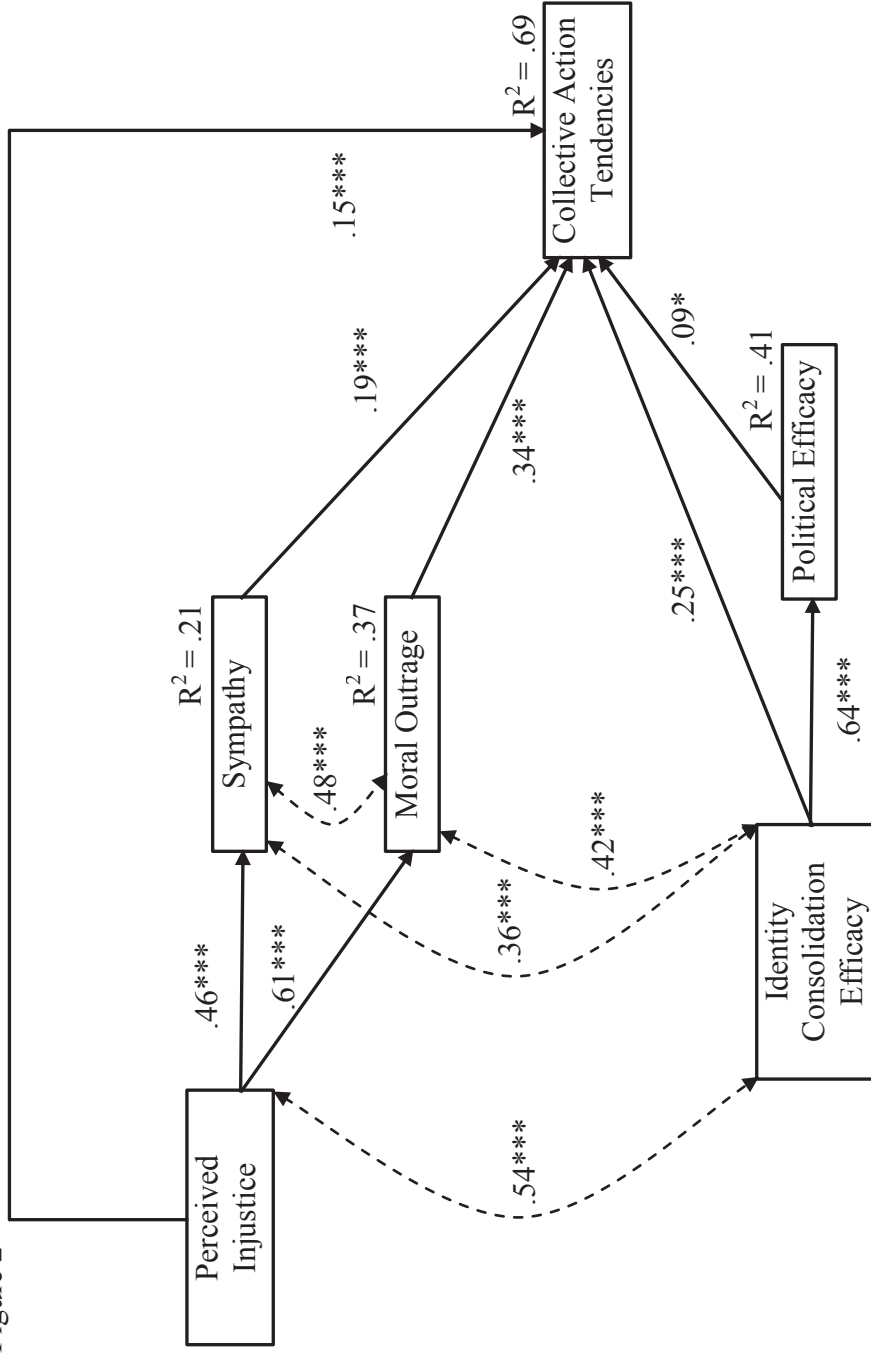 Figure
R² = .69
Collective Action
Tendencies
.15***
.19***
.34***
R² = .21
Sympathy
R² = .37
Moral Outrage
.48***
.46***
.61***
Perceived
Injustice
.36***
.42***
.54***
.25***
.09*
R² = .41
Political Efficacy
.64***
Identity
Consolidation
Efficacy